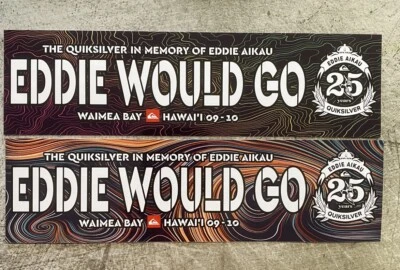 THE QUIKSILVER IN MEMORY OF EDDIE AIKAU
EDDIE WOULD GO
WAIMEA BAY HAWAI'I 09-10
EDDIE AIKAU
25
years
QUIKSILVER
THE QUIKSILVER IN MEMORY OF EDDIE AIKAU
EDDIE WOULD GO
WAIMEA BAY HAWAI'I 09-10
EDDIE AIKAU
25
years
QUIKSILVER